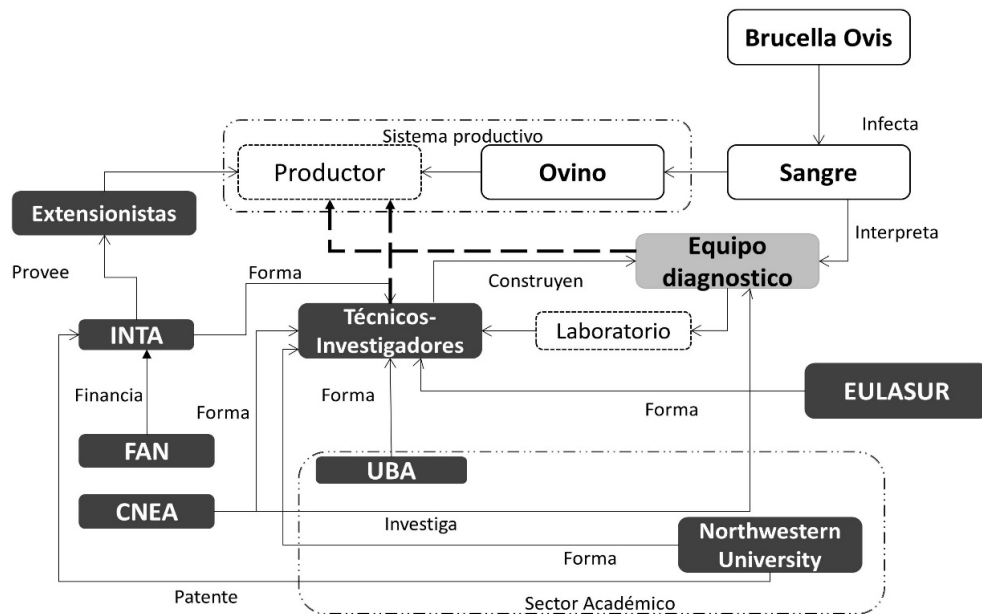 Brucella Ovis
Infecta
Sistema productivo
Productor
Ovino
Sangre
Extensionistas
Interpreta
Equipo
diagnostico
Provee
Forma
Construyen
Técnicos-
Investigadores
Laboratorio
INTA
Financia
Forma
Forma
Forma
EULASUR
FAN
UBA
CNEA
Investiga
Northwestern
University
Forma
Patente
Sector Académico